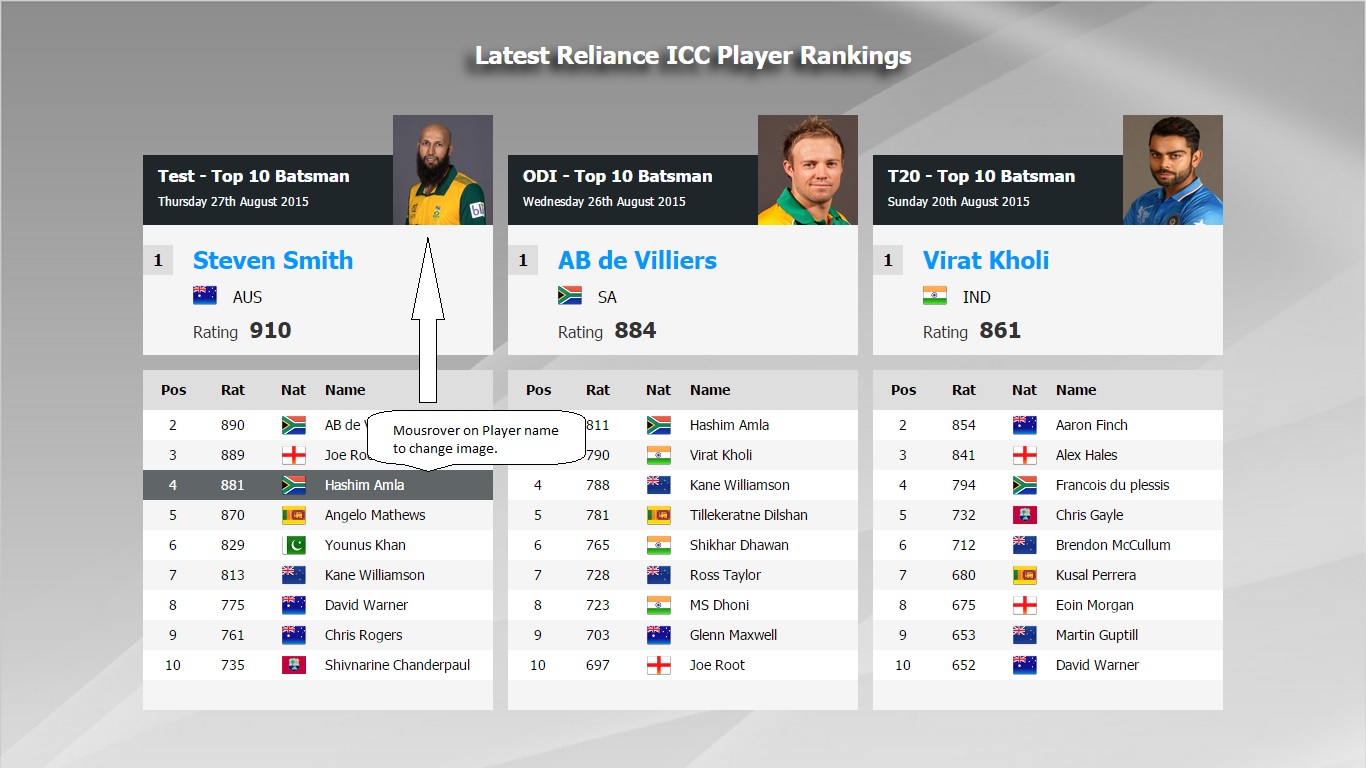 Latest Reliance ICC Player Rankings
Test - Top 10 Batsman
Thursday 27th August 2015
1 Steven Smith
AUS
Rating 910
Pos Rat Nat Name
2 890 AB de
3 889 Joe
4 881 Hashim Amla
5 870 Angelo Mathews
6 829 Younus Khan
7 813 Kane Williamson
8 775 David Warner
9 761 Chris Rogers
10 735 Shivnarine Chanderpaul
Mousrover on Player name
to change image.
ODI - Top 10 Batsman
Wednesday 26th August 2015
1 AB de Villiers
SA
Rating 884
Pos Rat Nat Name
811 Hashim Amla
790 Virat Kholi
4 788 Kane Williamson
5 781 Tillekeratne Dilshan
6 765 Shikhar Dhawan
7 728 Ross Taylor
8 723 MS Dhoni
9 703 Glenn Maxwell
10 697 Joe Root
T20 - Top 10 Batsman
Sunday 20th August 2015
1 Virat Kholi
IND
Rating 861
Pos Rat Nat Name
2 854 Aaron Finch
3 841 Alex Hales
4 794 Francois du plessis
5 732 Chris Gayle
6 712 Brendon McCullum
7 680 Kusal Perrera
8 675 Eoin Morgan
9 653 Martin Guptill
10 652 David Warner